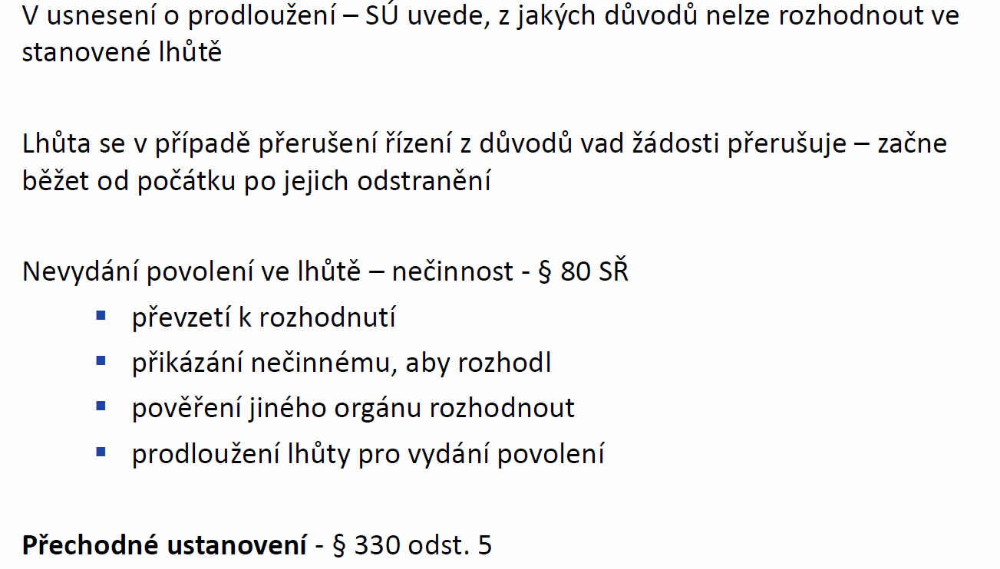 V usnesení o prodloužení – SÚ uvede, z jakých důvodů nelze rozhodnout ve
stanovené lhůtě
Lhůta se v případě přerušení řízení z důvodů vad žádosti přerušuje – začne
běžet od počátku po jejich odstranění
Nevydání povolení ve lhůtě – nečinnost - § 80 SŘ
▪ převzetí k rozhodnutí
▪ přikázání nečinnému, aby rozhodl
▪ pověření jiného orgánu rozhodnout
▪ prodloužení lhůty pro vydání povolení
Přechodné ustanovení - § 330 odst. 5